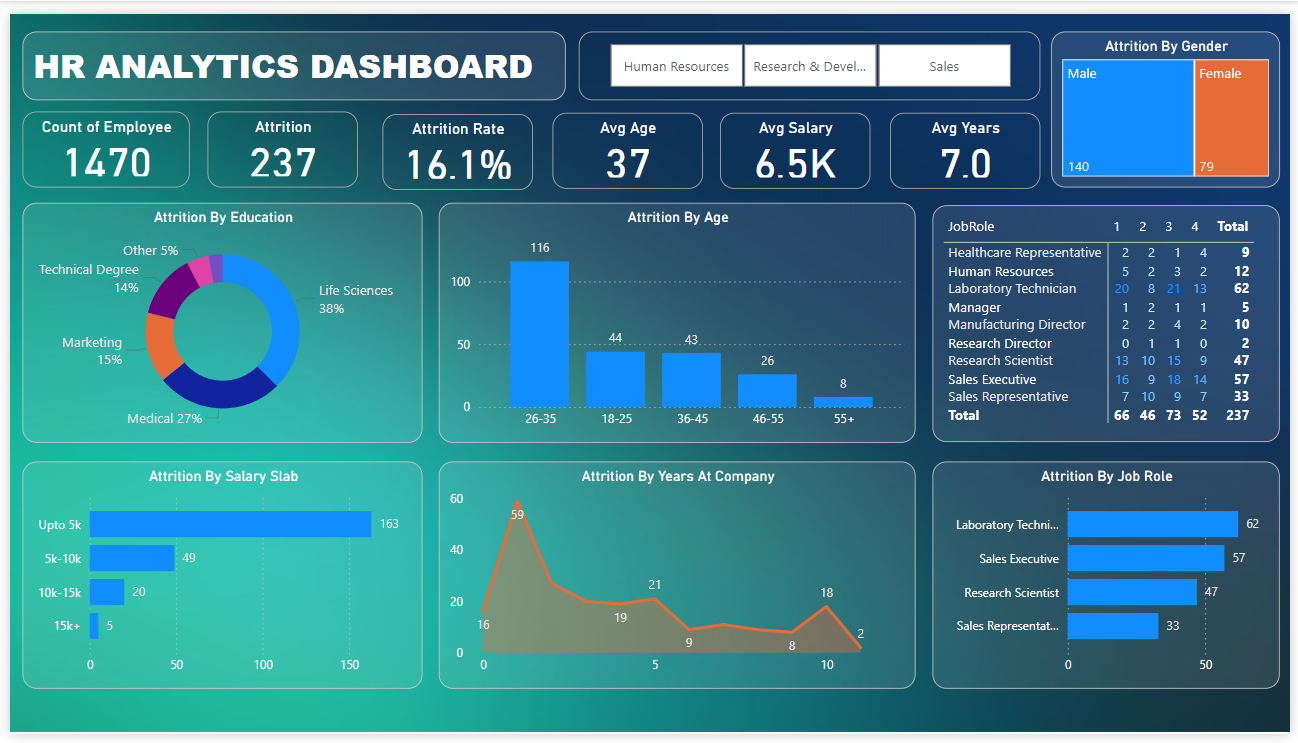 HR ANALYTICS DASHBOARD
Human Resources
Research & Devel...
Sales
Attrition By Gender
Male
Female
140
79
Count of Employee
1470
Attrition
237
Attrition Rate
16.1%
Avg Age
37
Avg Salary
6.5K
Avg Years
7.0
Attrition By Education
Other 5%
Technical Degree
14%
Life Sciences
38%
Marketing
15%
Medical 27%
Attrition By Age
116
100
44
43
50
26
8
0
26-35 18-25 36-45 46-55 55+
JobRole 1 2 3 4 Total
Healthcare Representative 2 2 1 4 9
Human Resources 5 2 3 2 12
Laboratory Technician 20 8 21 13 62
Manager 1 2 1 1 5
Manufacturing Director 2 2 4 2 10
Research Director 0 1 1 0 2
Research Scientist 13 10 15 9 47
Sales Executive 16 9 18 14 57
Sales Representative 7 10 9 7 33
Total 66 46 73 52 237
Attrition By Salary Slab
Upto 5k 163
5k-10k 49
10k-15k 20
15k+ 5
0 50 100 150
Attrition By Years At Company
60
59
40
21
18
20
16
19
9
8
2
0
0 5 10
Attrition By Job Role
Laboratory Techni... 62
Sales Executive 57
Research Scientist 47
Sales Representat... 33
0 50